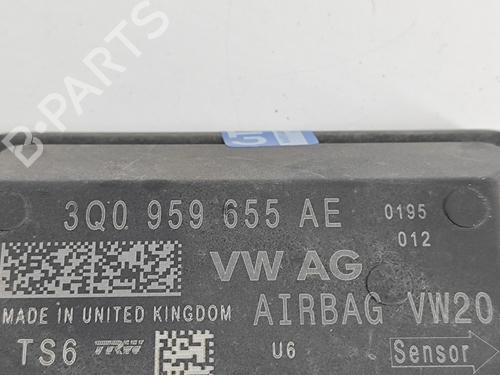 3Q0 959 655 AE 0195
012
VW AG
MADE IN UNITED KINGDOM AIRBAG VW20
TS6 TRW U6 Sensor
B-PARTS